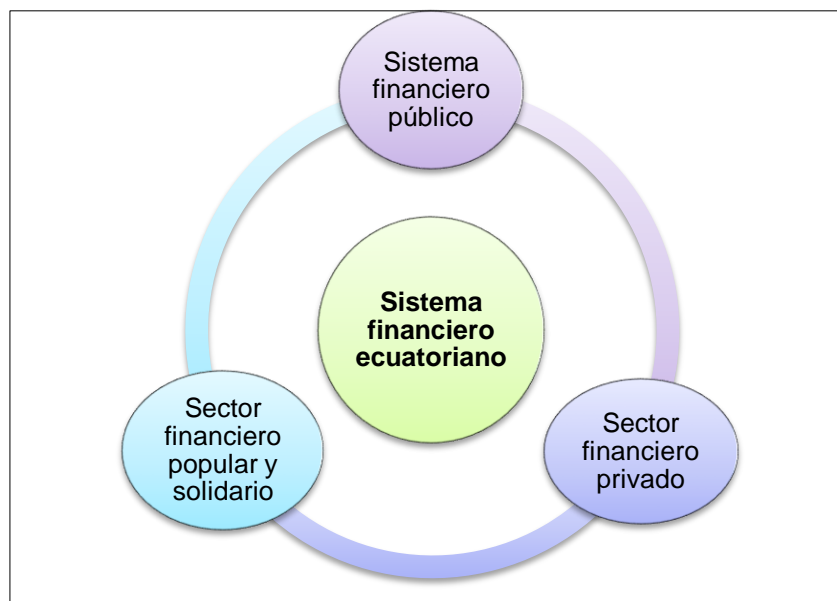 Sistema
financiero
público
Sistema
financiero
ecuatoriano
Sector
financiero
popular y
solidario
Sector
financiero
privado